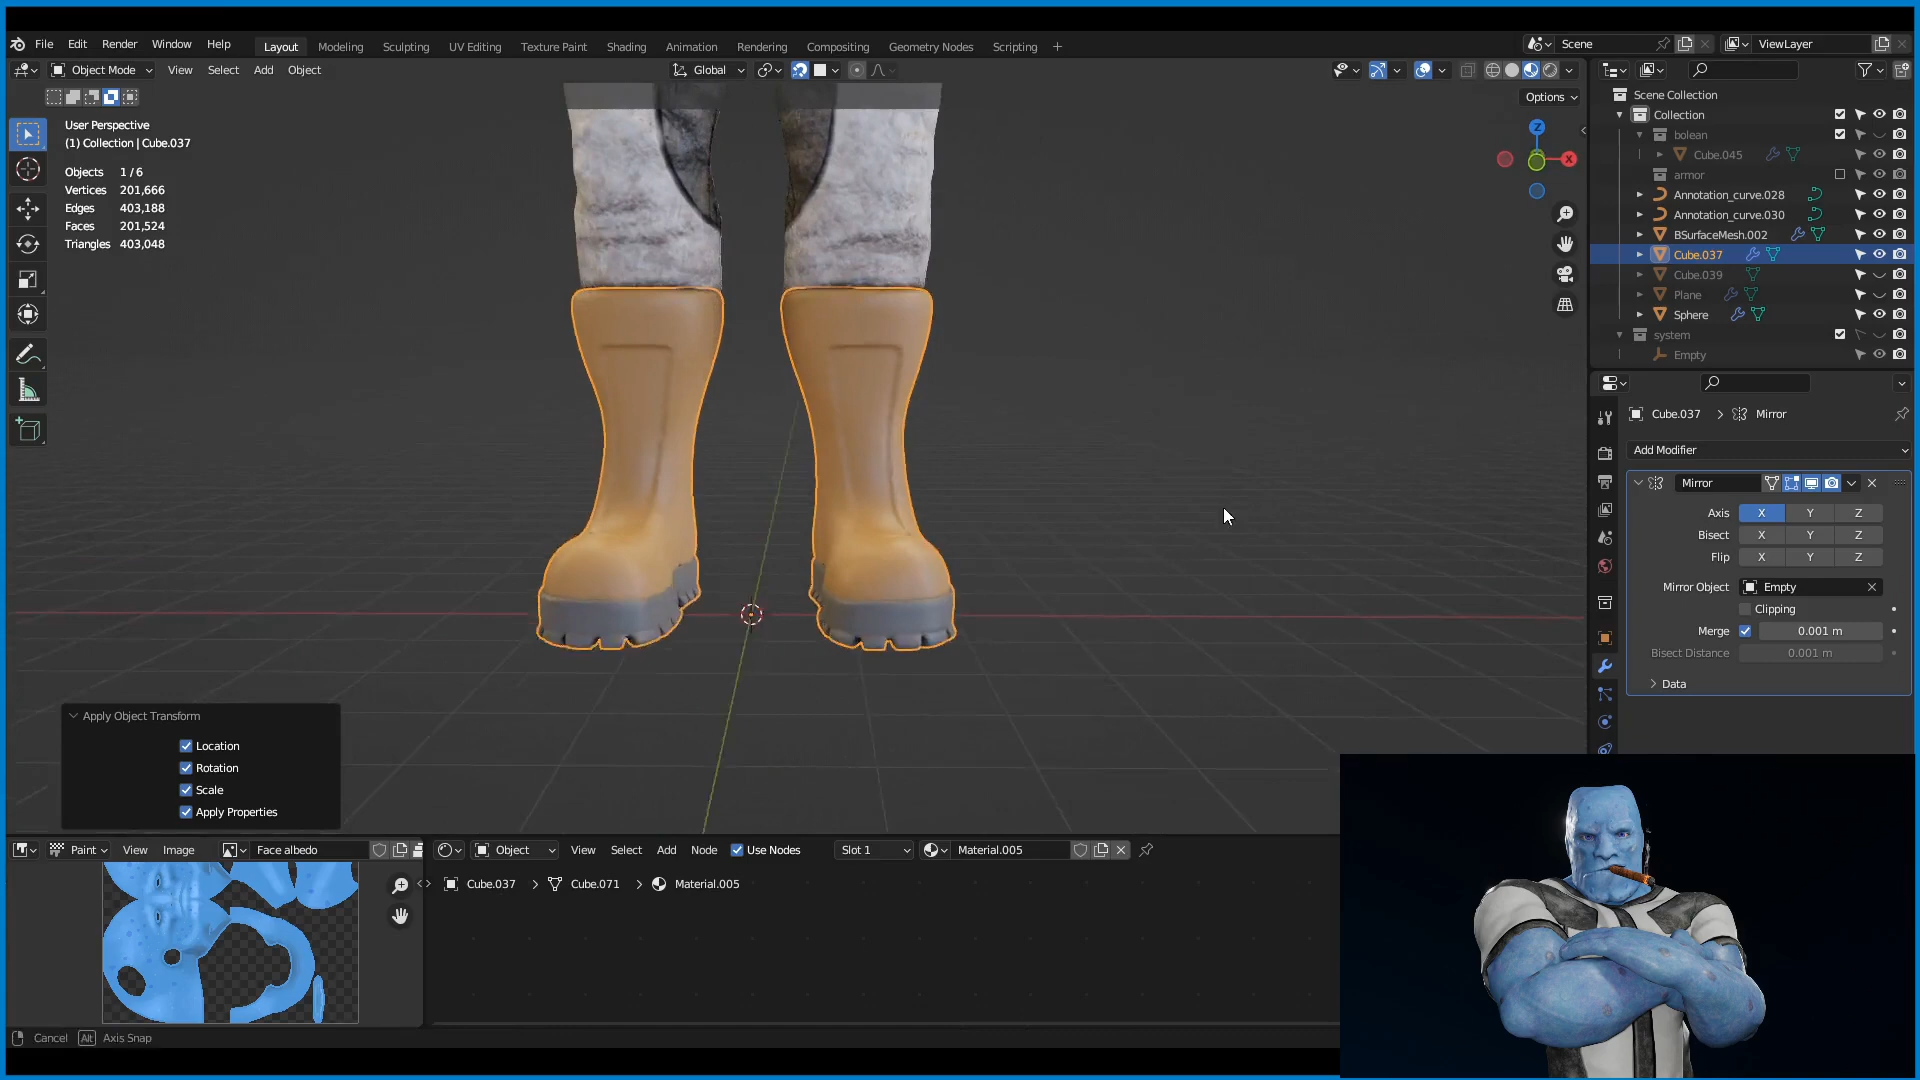 File Edit Render Window Help Layout Modeling Sculpting UV Editing Texture Paint Shading Animation Rendering Compositing Geometry Nodes Scripting + Scene ViewLayer
Object Mode View Select Add Object Global
Options
User Perspective
(1) Collection | Cube.037
Objects 1 / 6
Vertices 201,666
Edges 403,188
Faces 201,524
Triangles 403,048
Z
X
Scene Collection
Collection
bolean
Cube.045
armor
Annotation_curve.028
Annotation_curve.030
BSurfaceMesh.002
Cube.037
Cube.039
Plane
Sphere
system
Empty
Cube.037 > Mirror
Add Modifier
Mirror
Axis X Y Z
Bisect X Y Z
Flip X Y Z
Mirror Object Empty
Clipping
Merge 0.001 m
Bisect Distance 0.001 m
Data
Apply Object Transform
Location
Rotation
Scale
Apply Properties
Paint View Image Face albedo
Object View Select Add Node Use Nodes Slot 1 Material.005
Cube.037 > Cube.071 > Material.005
Cancel Alt Axis Snap